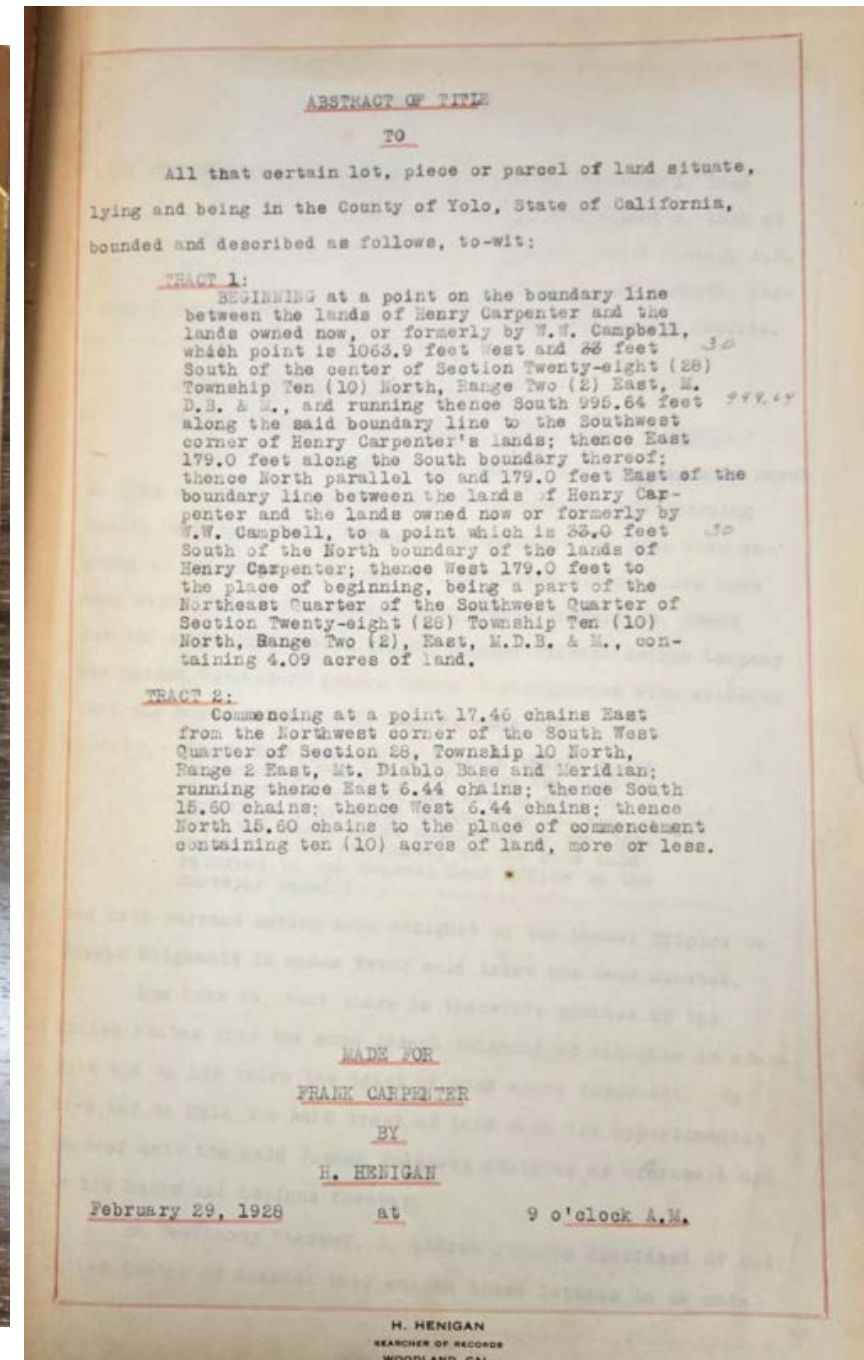 ABSTRACT OF TITLE
TO
All that certain lot, piece or parcel of land situate,
lying and being in the County of Yolo, State of California,
bounded and described as follows, to-wit:
TRACT 1:
BEGINNING at a point on the boundary line
between the lands of Henry Carpenter and the
lands owned now, or formerly by W.W. Campbell,
which point is 1063.9 feet West and 33 feet 30
South of the center of Section Twenty-eight (28)
Township Ten (10) North, Range Two (2) East, M.
D.B. & M., and running thence South 995.64 feet
along the said boundary line to the Southwest
corner of Henry Carpenter's lands; thence East
179.0 feet along the South boundary thereof;
thence North parallel to and 179.0 feet East of the
boundary line between the lands of Henry Car-
penter and the lands owned now or formerly by
W.W. Campbell, to a point which is 33.0 feet 30
South of the North boundary of the lands of
Henry Carpenter; thence West 179.0 feet to
the place of beginning, being a part of the
Northeast Quarter of the Southwest Quarter of
Section Twenty-eight (28) Township Ten (10)
North, Range Two (2), East, M.D.B. & M., con-
taining 4.09 acres of land.
TRACT 2:
Commencing at a point 17.46 chains East
from the Northwest corner of the South West
Quarter of Section 28, Township 10 North,
Range 2 East, Mt. Diablo Base and Meridian;
running thence East 6.44 chains; thence South
15.60 chains; thence West 6.44 chains; thence
North 15.60 chains to the place of commencement
containing ten (10) acres of land, more or less.
MADE FOR
FRANK CARPENTER
BY
H. HENIGAN
February 29, 1928 at 9 o'clock A.M.
H. HENIGAN
SEARCHER OF RECORDS
WOODLAND, CAL.